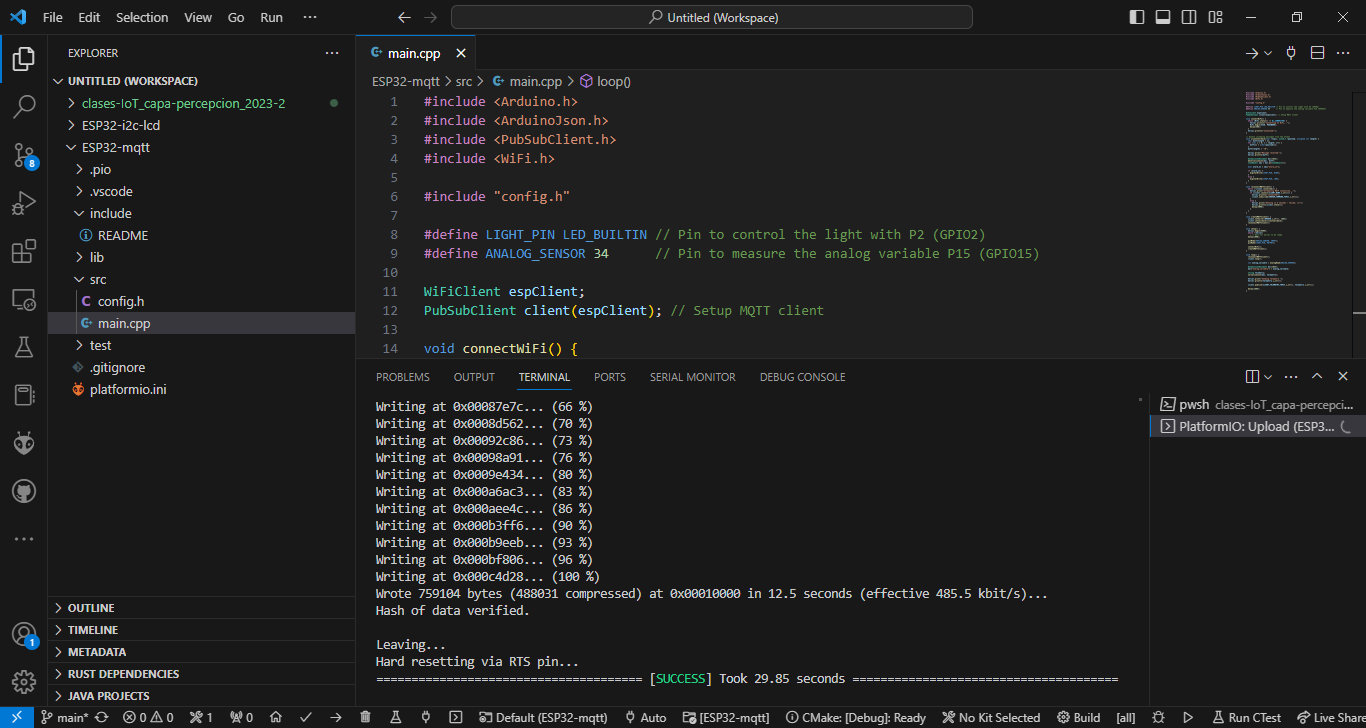 File Edit Selection View Go Run ··· Untitled (Workspace)
EXPLORER ···
UNTITLED (WORKSPACE)
clases-IoT_capa-percepcion_2023-2
ESP32-i2c-lcd
ESP32-mqtt
.pio
.vscode
include
README
lib
src
config.h
main.cpp
test
.gitignore
platformio.ini
OUTLINE
TIMELINE
METADATA
RUST DEPENDENCIES
JAVA PROJECTS
8
1
main.cpp
ESP32-mqtt > src > main.cpp > loop()
1 #include <Arduino.h>
2 #include <ArduinoJson.h>
3 #include <PubSubClient.h>
4 #include <WiFi.h>
5
6 #include "config.h"
7
8 #define LIGHT_PIN LED_BUILTIN // Pin to control the light with P2 (GPIO2)
9 #define ANALOG_SENSOR 34 // Pin to measure the analog variable P15 (GPIO15)
10
11 WiFiClient espClient;
12 PubSubClient client(espClient); // Setup MQTT client
13
14 void connectWiFi() {
PROBLEMS OUTPUT TERMINAL PORTS SERIAL MONITOR DEBUG CONSOLE
Writing at 0x00087e7c... (66 %)
Writing at 0x0008d562... (70 %)
Writing at 0x00092c86... (73 %)
Writing at 0x00098a91... (76 %)
Writing at 0x0009e434... (80 %)
Writing at 0x000a6ac3... (83 %)
Writing at 0x000aee4c... (86 %)
Writing at 0x000b3ff6... (90 %)
Writing at 0x000b9eeb... (93 %)
Writing at 0x000bf806... (96 %)
Writing at 0x000c4d28... (100 %)
Wrote 759104 bytes (488031 compressed) at 0x00010000 in 12.5 seconds (effective 485.5 kbit/s)...
Hash of data verified.
Leaving...
Hard resetting via RTS pin...
====================================== [SUCCESS] Took 29.85 seconds ======================================
pwsh clases-IoT_capa-percepci...
PlatformIO: Upload (ESP3...
main* 0 0 1 0 Default (ESP32-mqtt) Auto [ESP32-mqtt] CMake: [Debug]: Ready No Kit Selected Build [all] Run CTest Live Share